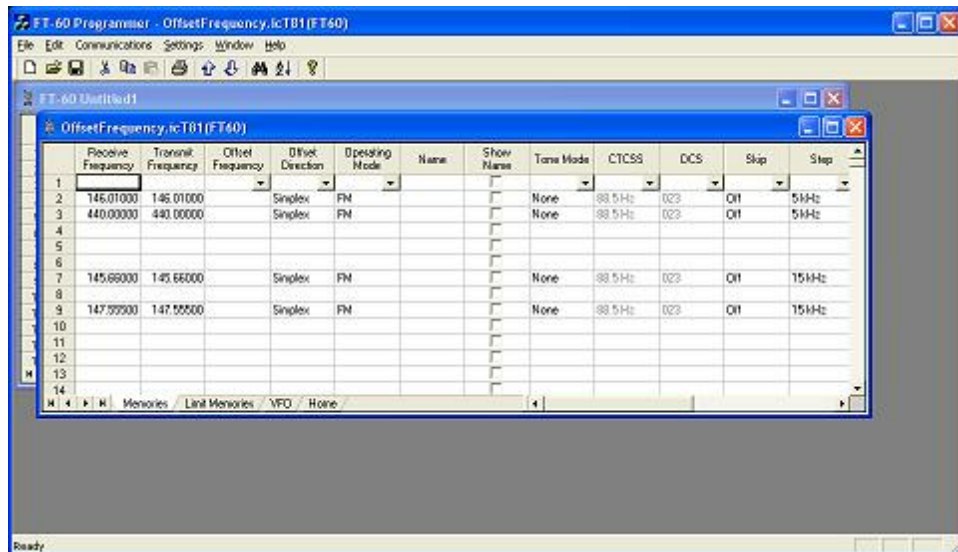 FT-60 Programmer - OffsetFrequency.icT81(FT60)
File Edit Communications Settings Window Help
FT-60 Untitled1
OffsetFrequency.icT81(FT60)
Receive Frequency Transmit Frequency Offset Frequency Offset Direction Operating Mode Name Show Name Tone Mode CTCSS DCS Skip Step
1
2 146.01000 146.01000 Simplex FM None 88.5 Hz 023 Off 5 kHz
3 440.00000 440.00000 Simplex FM None 88.5 Hz 023 Off 5 kHz
4
5
6
7 145.66000 145.66000 Simplex FM None 88.5 Hz 023 Off 15 kHz
8
9 147.55500 147.55500 Simplex FM None 88.5 Hz 023 Off 15 kHz
10
11
12
13
14
Memories Limit Memories VFO Home
Ready